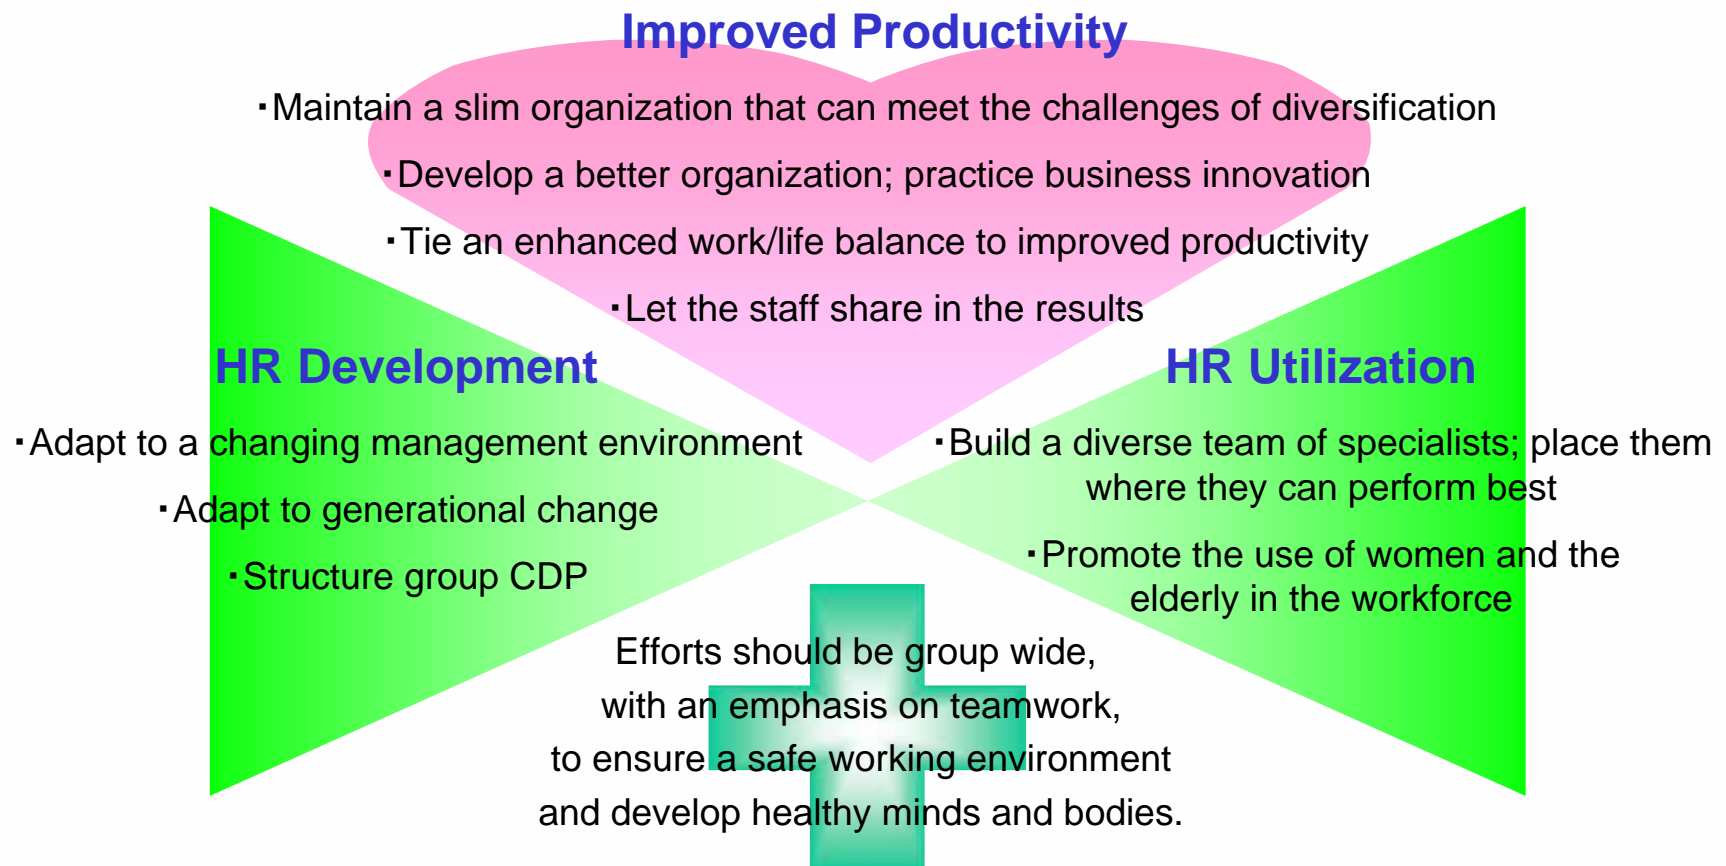 Improved Productivity
･Maintain a slim organization that can meet the challenges of diversification
･Develop a better organization; practice business innovation
･Tie an enhanced work/life balance to improved productivity
･Let the staff share in the results
HR Development
･Adapt to a changing management environment
･Adapt to generational change
･Structure group CDP
HR Utilization
･Build a diverse team of specialists; place them
where they can perform best
･Promote the use of women and the
elderly in the workforce
Efforts should be group wide,
with an emphasis on teamwork,
to ensure a safe working environment
and develop healthy minds and bodies.